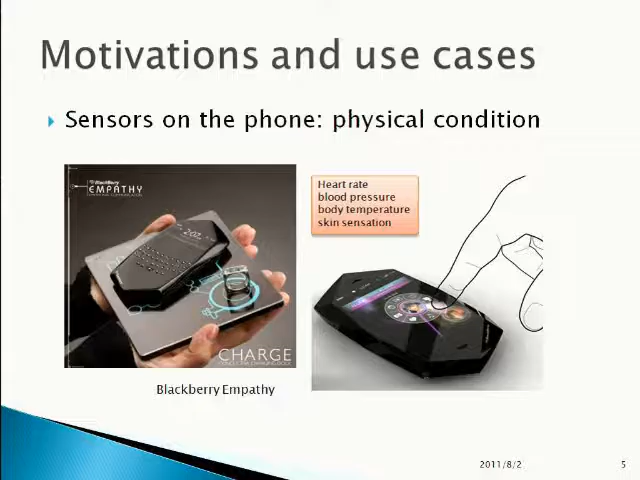 Motivations and use cases
Sensors on the phone: physical condition
BlackBerry
EMPATHY
Heart rate
blood pressure
body temperature
skin sensation
CHARGE
Blackberry Empathy
2011/8/2
5